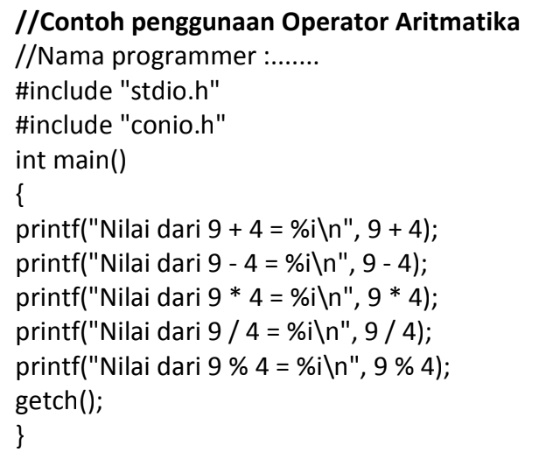 //Contoh penggunaan Operator Aritmatika
//Nama programmer :.......
#include "stdio.h"
#include "conio.h"
int main()
{
printf("Nilai dari 9 + 4 = %i\n", 9 + 4);
printf("Nilai dari 9 - 4 = %i\n", 9 - 4);
printf("Nilai dari 9 * 4 = %i\n", 9 * 4);
printf("Nilai dari 9 / 4 = %i\n", 9 / 4);
printf("Nilai dari 9 % 4 = %i\n", 9 % 4);
getch();
}